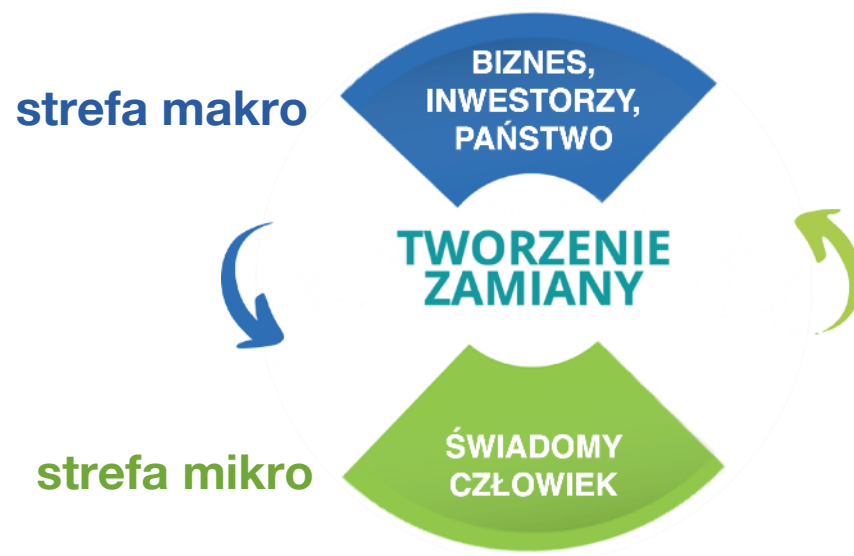 BIZNES,
INWESTORZY,
PAŃSTWO
strefa makro
TWORZENIE
ZAMIANY
ŚWIADOMY
CZŁOWIEK
strefa mikro